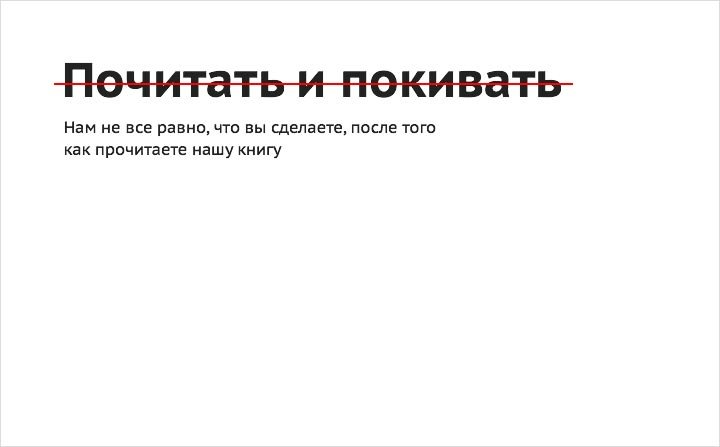 Почитать и покивать
Нам не все равно, что вы сделаете, после того
как прочитаете нашу книгу